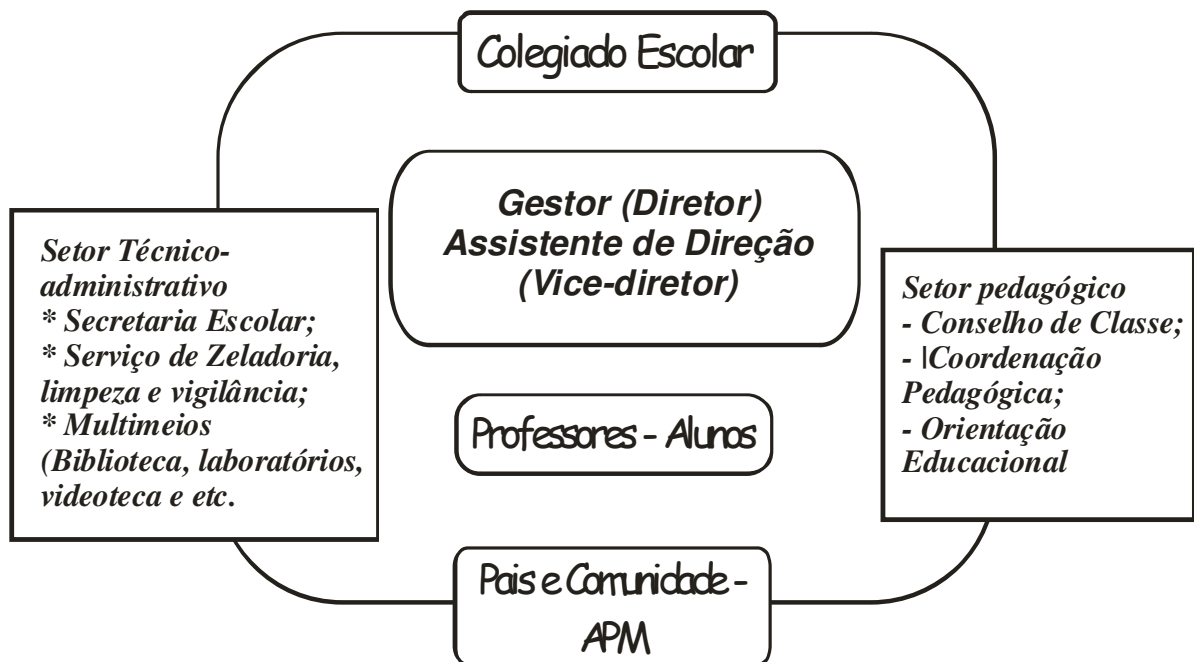 Colegiado Escolar
Gestor (Diretor)
Assistente de Direção
(Vice-diretor)
Setor Técnico-
administrativo
* Secretaria Escolar;
* Serviço de Zeladoria,
limpeza e vigilância;
* Multimeios
(Biblioteca, laboratórios,
videoteca e etc.
Setor pedagógico
- Conselho de Classe;
- |Coordenação
Pedagógica;
- Orientação
Educacional
Professores - Alunos
Pais e Comunidade -
APM